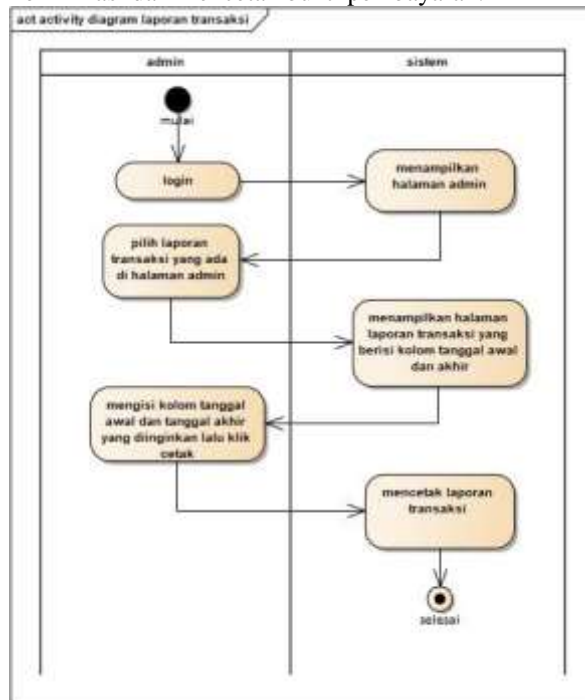 act activity diagram laporan transaksi
admin
sistem
mulai
login
menampilkan
halaman admin
pilih laporan
transaksi yang ada
di halaman admin
menampilkan halaman
laporan transaksi yang
berisi kolom tanggal awal
dan akhir
mengisi kolom tanggal
awal dan tanggal akhir
yang diinginkan lalu klik
cetak
mencetak laporan
transaksi
selesai